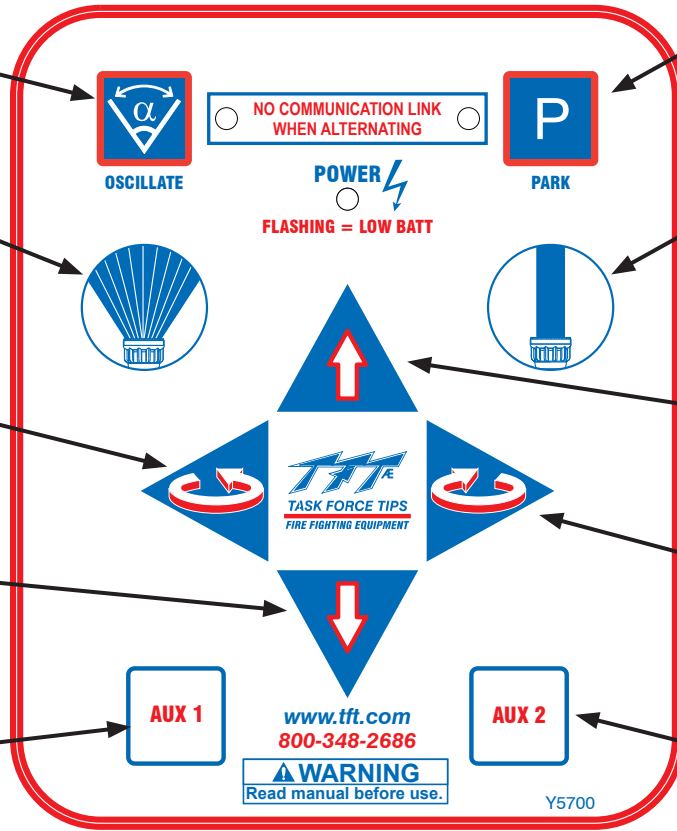 α
NO COMMUNICATION LINK
WHEN ALTERNATING
P
OSCILLATE
POWER
PARK
FLASHING = LOW BATT
TFT Æ
TASK FORCE TIPS
FIRE FIGHTING EQUIPMENT
AUX 1
AUX 2
www.tft.com
800-348-2686
WARNING
Read manual before use.
Y5700